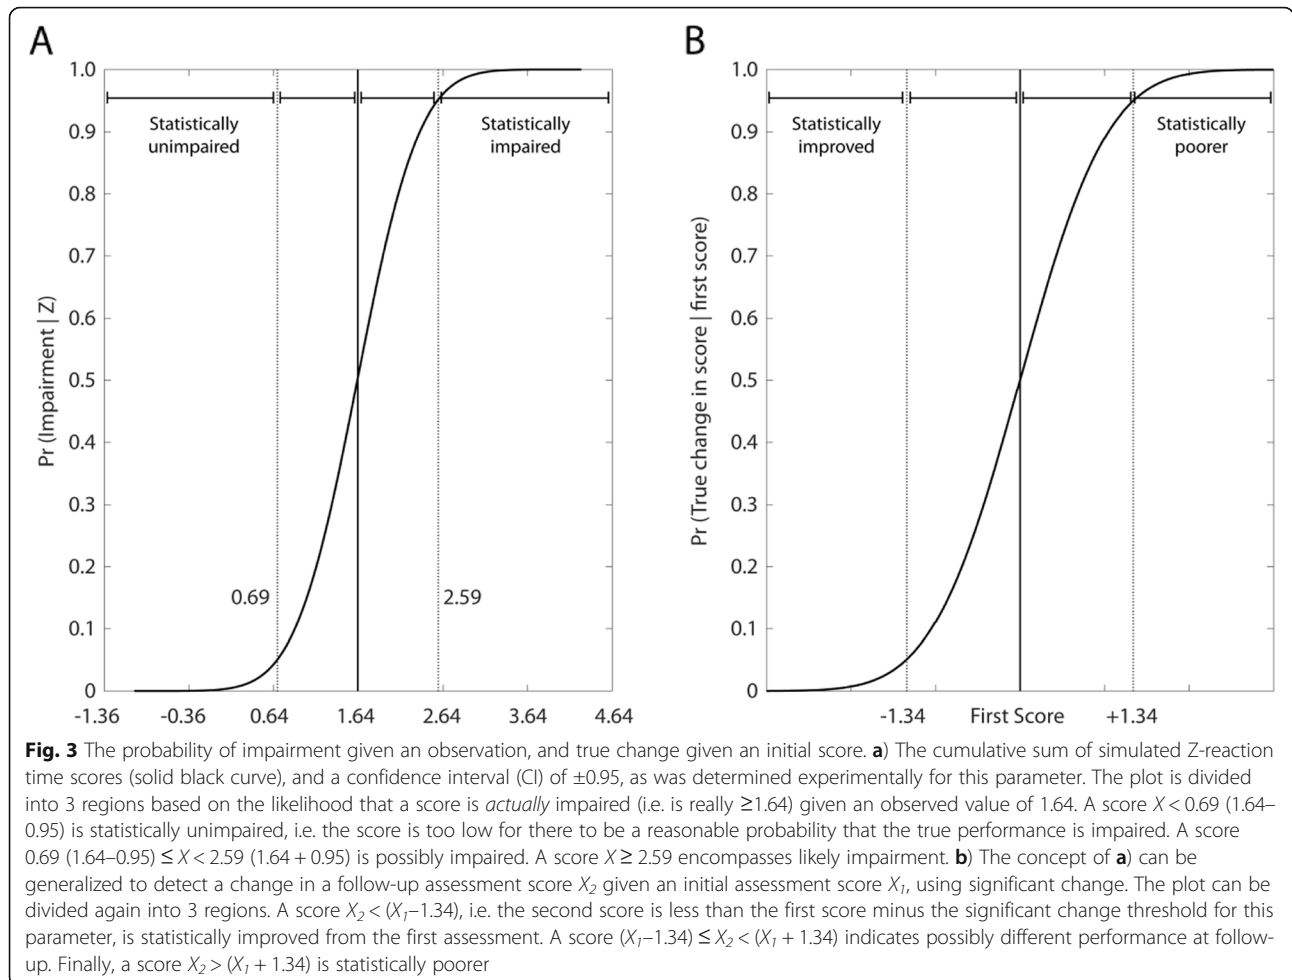 A
B
1.0
0.9
0.8
0.7
0.6
0.5
0.4
0.3
0.2
0.1
0
Pr (Impairment | Z)
Statistically
unimpaired
Statistically
impaired
0.69
2.59
-1.36
-0.36
0.64
1.64
2.64
3.64
4.64
1.0
0.9
0.8
0.7
0.6
0.5
0.4
0.3
0.2
0.1
0
Pr (True change in score | first score)
Statistically
improved
Statistically
poorer
-1.34
First Score
+1.34
Fig. 3 The probability of impairment given an observation, and true change given an initial score. a) The cumulative sum of simulated Z-reaction
time scores (solid black curve), and a confidence interval (CI) of ±0.95, as was determined experimentally for this parameter. The plot is divided
into 3 regions based on the likelihood that a score is actually impaired (i.e. is really ≥1.64) given an observed value of 1.64. A score X < 0.69 (1.64–
0.95) is statistically unimpaired, i.e. the score is too low for there to be a reasonable probability that the true performance is impaired. A score
0.69 (1.64–0.95) ≤ X < 2.59 (1.64 + 0.95) is possibly impaired. A score X ≥ 2.59 encompasses likely impairment. b) The concept of a) can be
generalized to detect a change in a follow-up assessment score X2 given an initial assessment score X1, using significant change. The plot can be
divided again into 3 regions. A score X2 < (X1–1.34), i.e. the second score is less than the first score minus the significant change threshold for this
parameter, is statistically improved from the first assessment. A score (X1–1.34) ≤ X2 < (X1 + 1.34) indicates possibly different performance at follow-
up. Finally, a score X2 > (X1 + 1.34) is statistically poorer